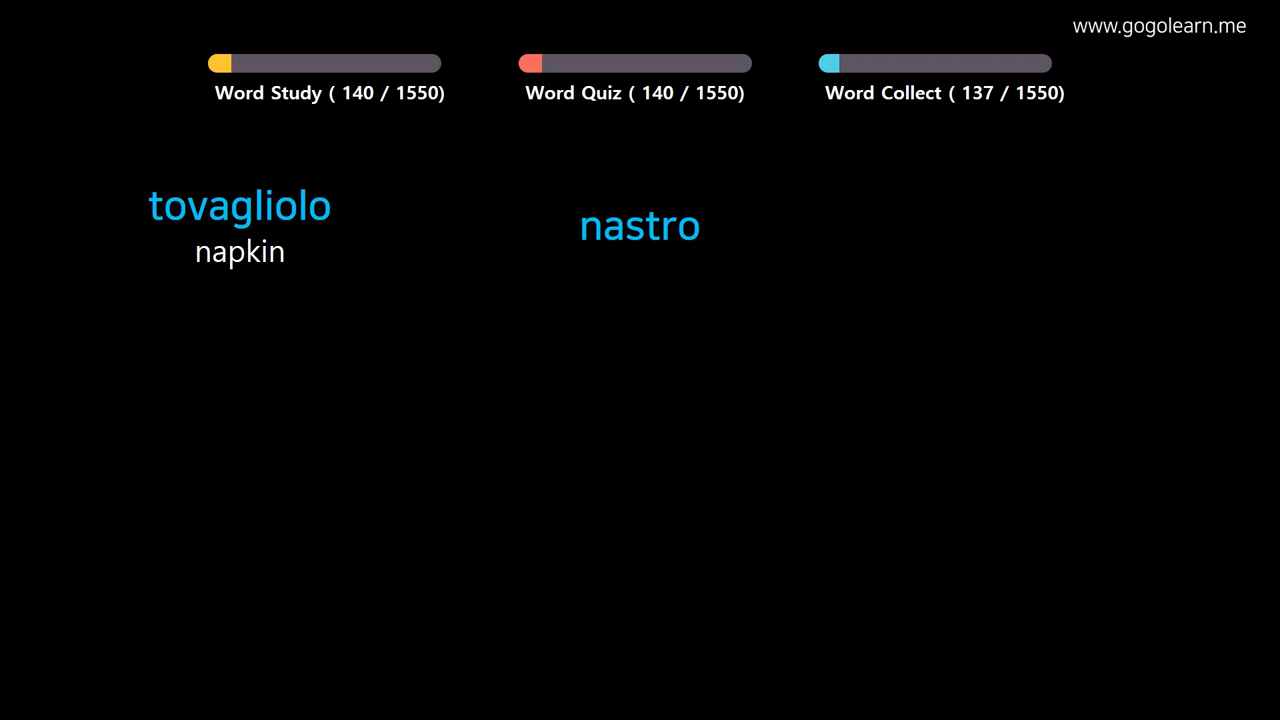 www.gogolearn.me
Word Study ( 140 / 1550)
Word Quiz ( 140 / 1550)
Word Collect ( 137 / 1550)
tovagliolo
napkin
nastro